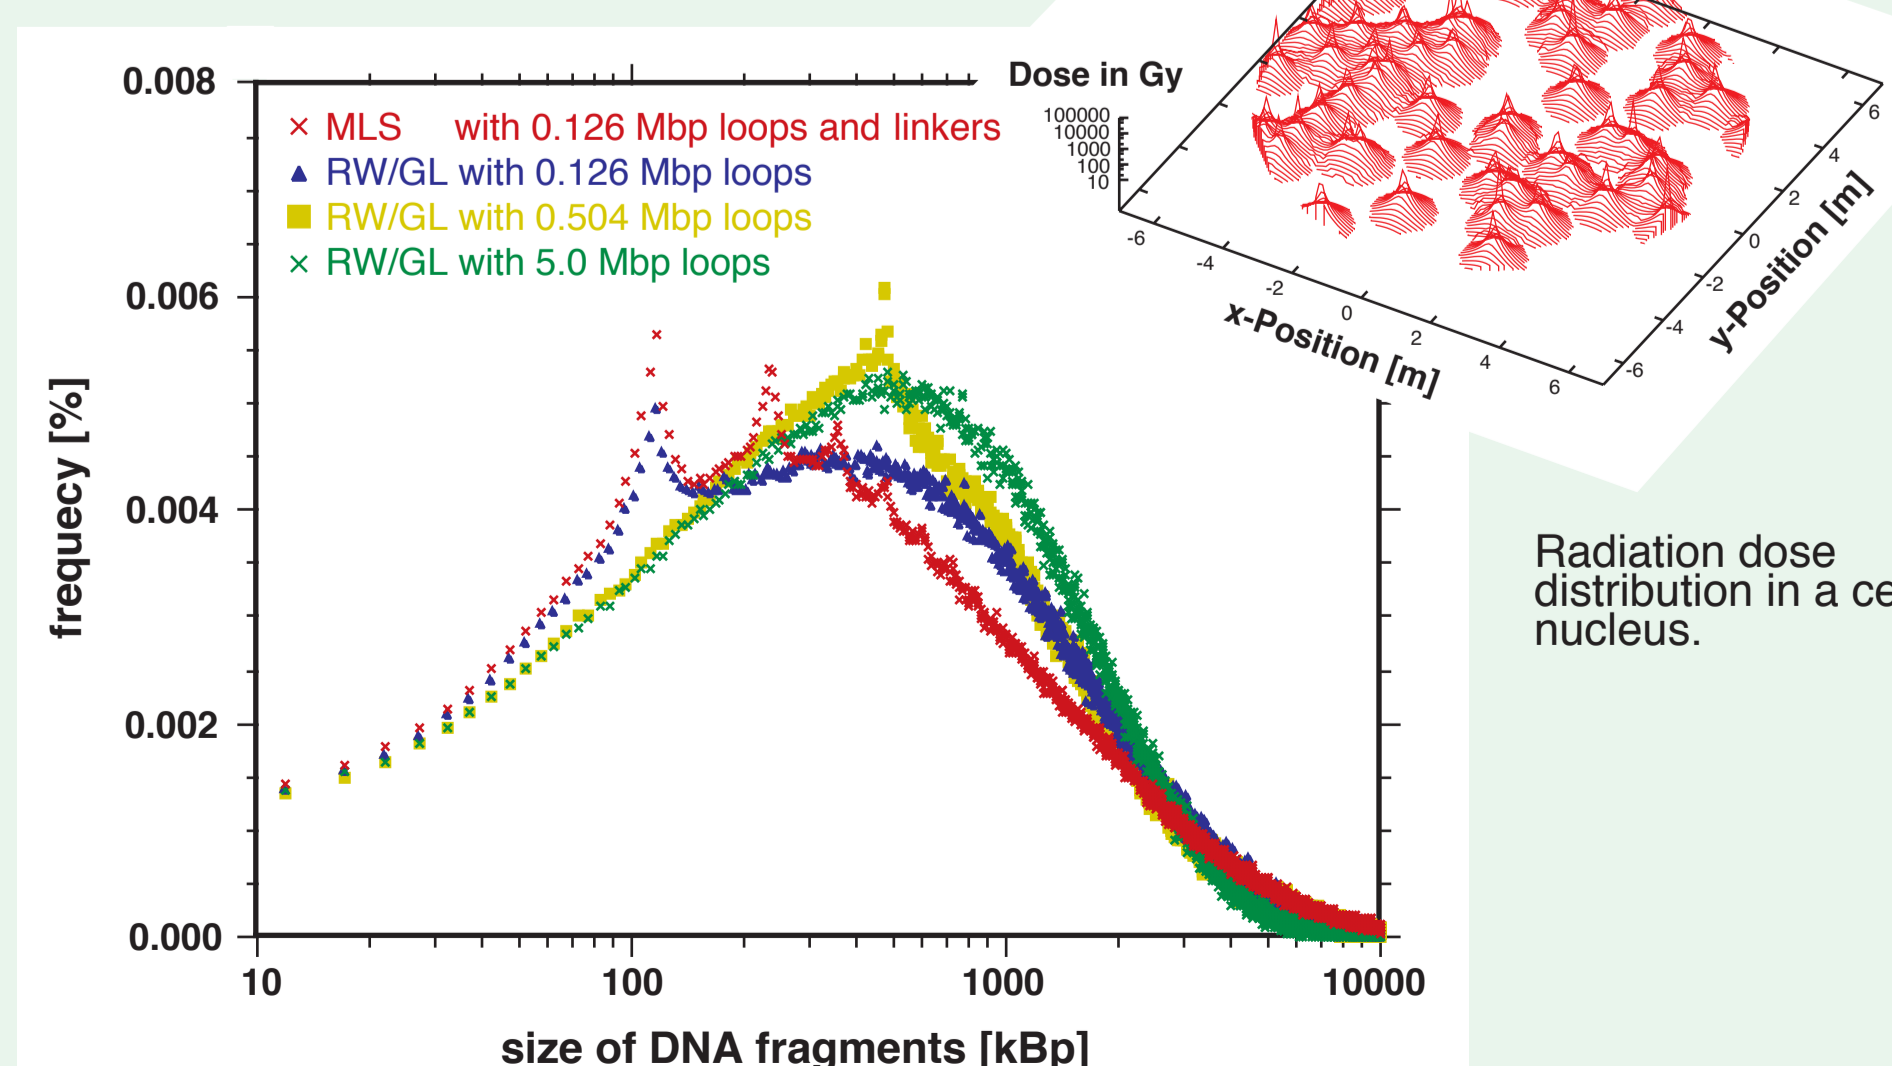 0.008
0.006
0.004
0.002
0.000
frequecy [%]
× MLS with 0.126 Mbp loops and linkers
▲ RW/GL with 0.126 Mbp loops
■ RW/GL with 0.504 Mbp loops
× RW/GL with 5.0 Mbp loops
10 100 1000 10000
size of DNA fragments [kBp]
Dose in Gy
100000
10000
1000
100
10
-6 -4 -2 0 2 4 6
x-Position [m]
6
4
2
0
-2
-4
-6
y-Position [m]
Radiation dose
distribution in a ce
nucleus.